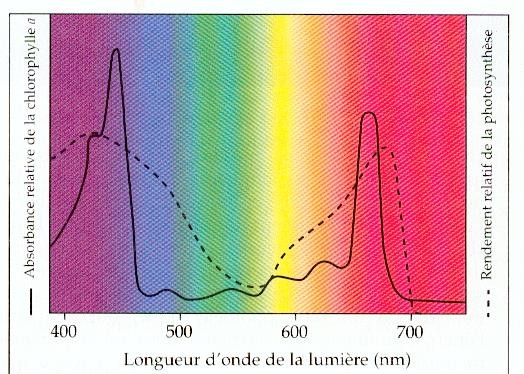 Absorbance relative de la chlorophylle a
Rendement relatif de la photosynthèse
400 500 600 700
Longueur d'onde de la lumière (nm)